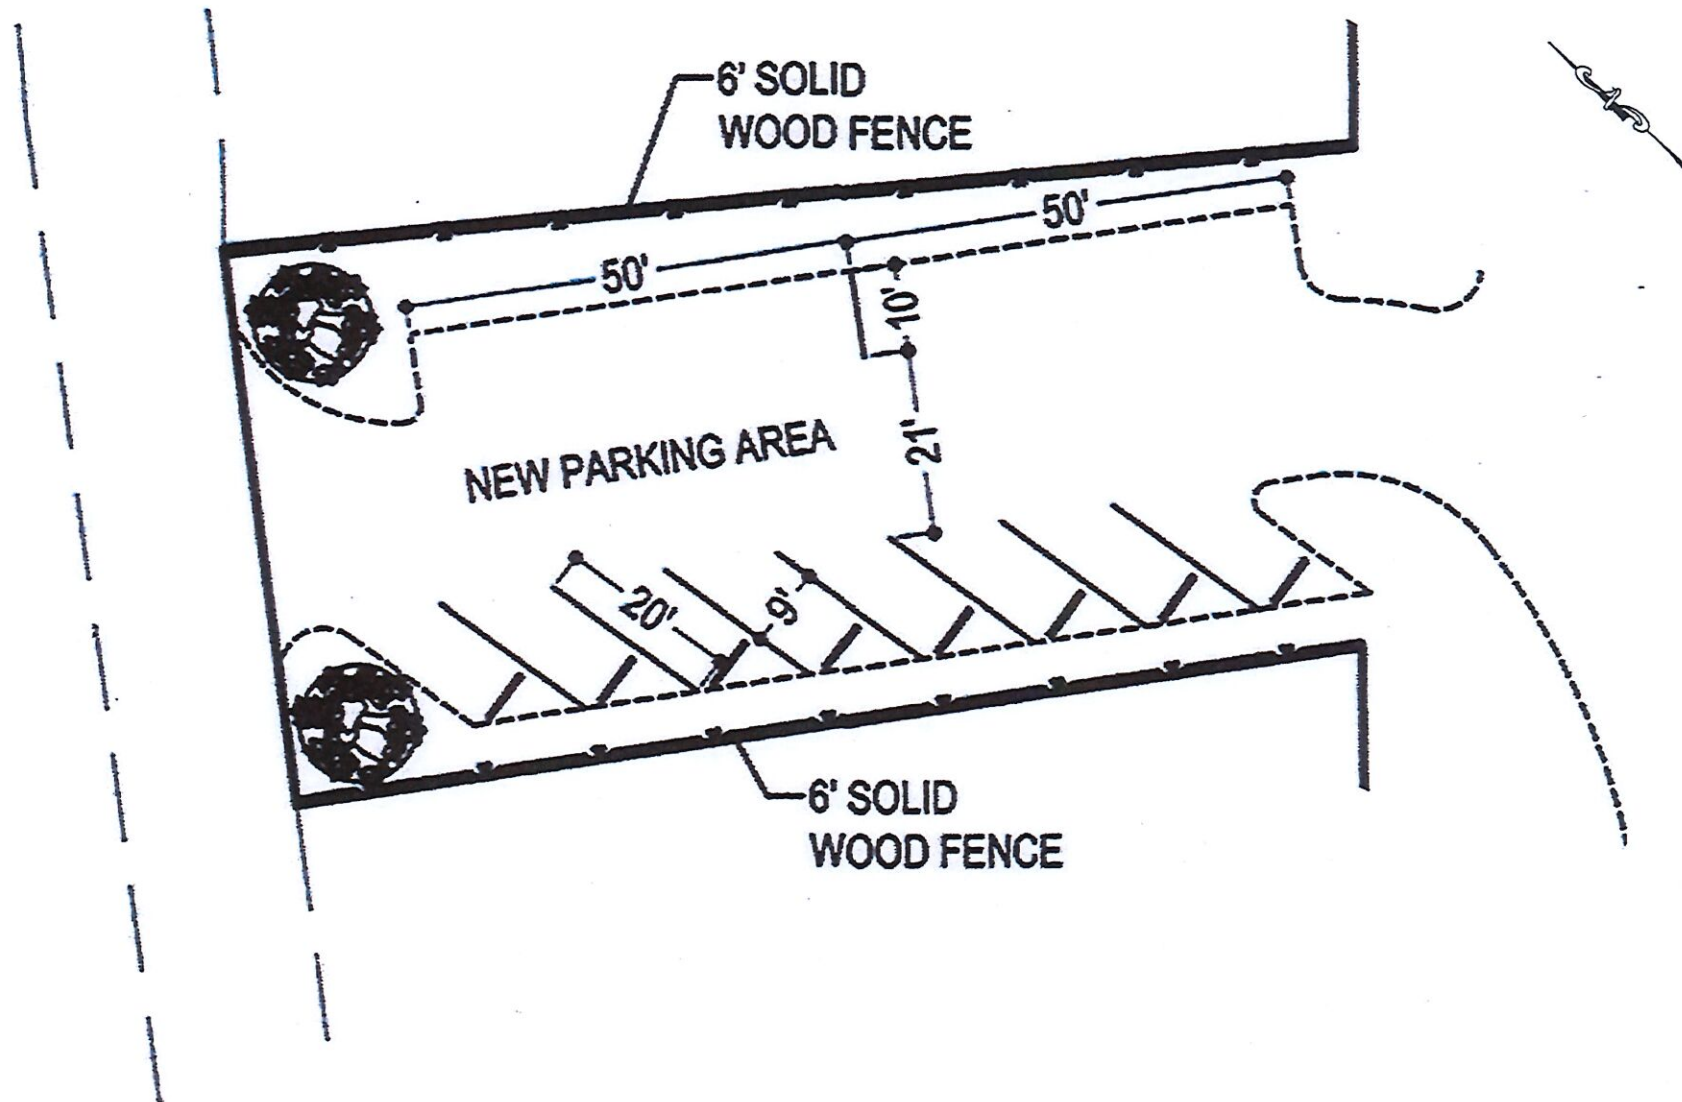 6' SOLID
WOOD FENCE
50'
50'
10'
21'
NEW PARKING AREA
20'
9'
6' SOLID
WOOD FENCE